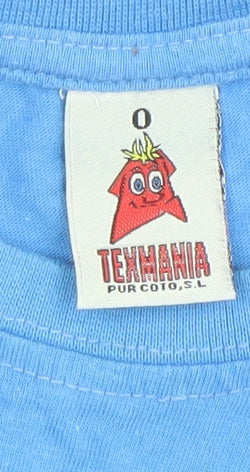 0
TEXMANIA
PUR COTO, S.L